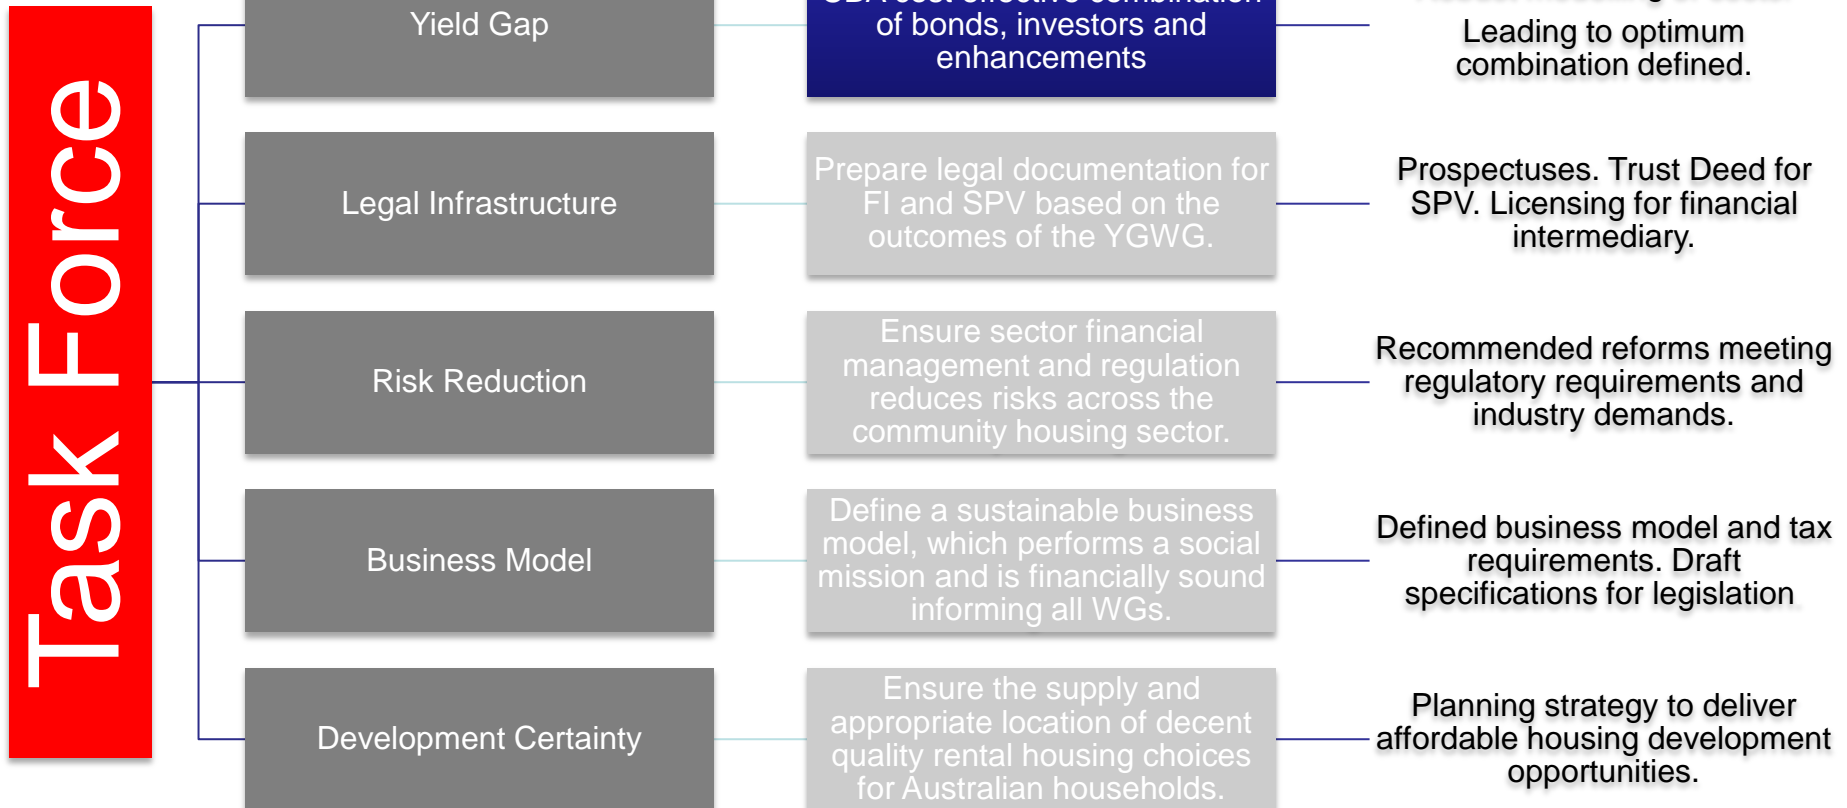 Task Force
Yield Gap
CBA cost effective combination
of bonds, investors and
enhancements
Leading to optimum
combination defined.
Legal Infrastructure
Prepare legal documentation for
FI and SPV based on the
outcomes of the YGWG.
Prospectuses. Trust Deed for
SPV. Licensing for financial
intermediary.
Risk Reduction
Ensure sector financial
management and regulation
reduces risks across the
community housing sector.
Recommended reforms meeting
regulatory requirements and
industry demands.
Business Model
Define a sustainable business
model, which performs a social
mission and is financially sound
informing all WGs.
Defined business model and tax
requirements. Draft
specifications for legislation
Development Certainty
Ensure the supply and
appropriate location of decent
quality rental housing choices
for Australian households.
Planning strategy to deliver
affordable housing development
opportunities.